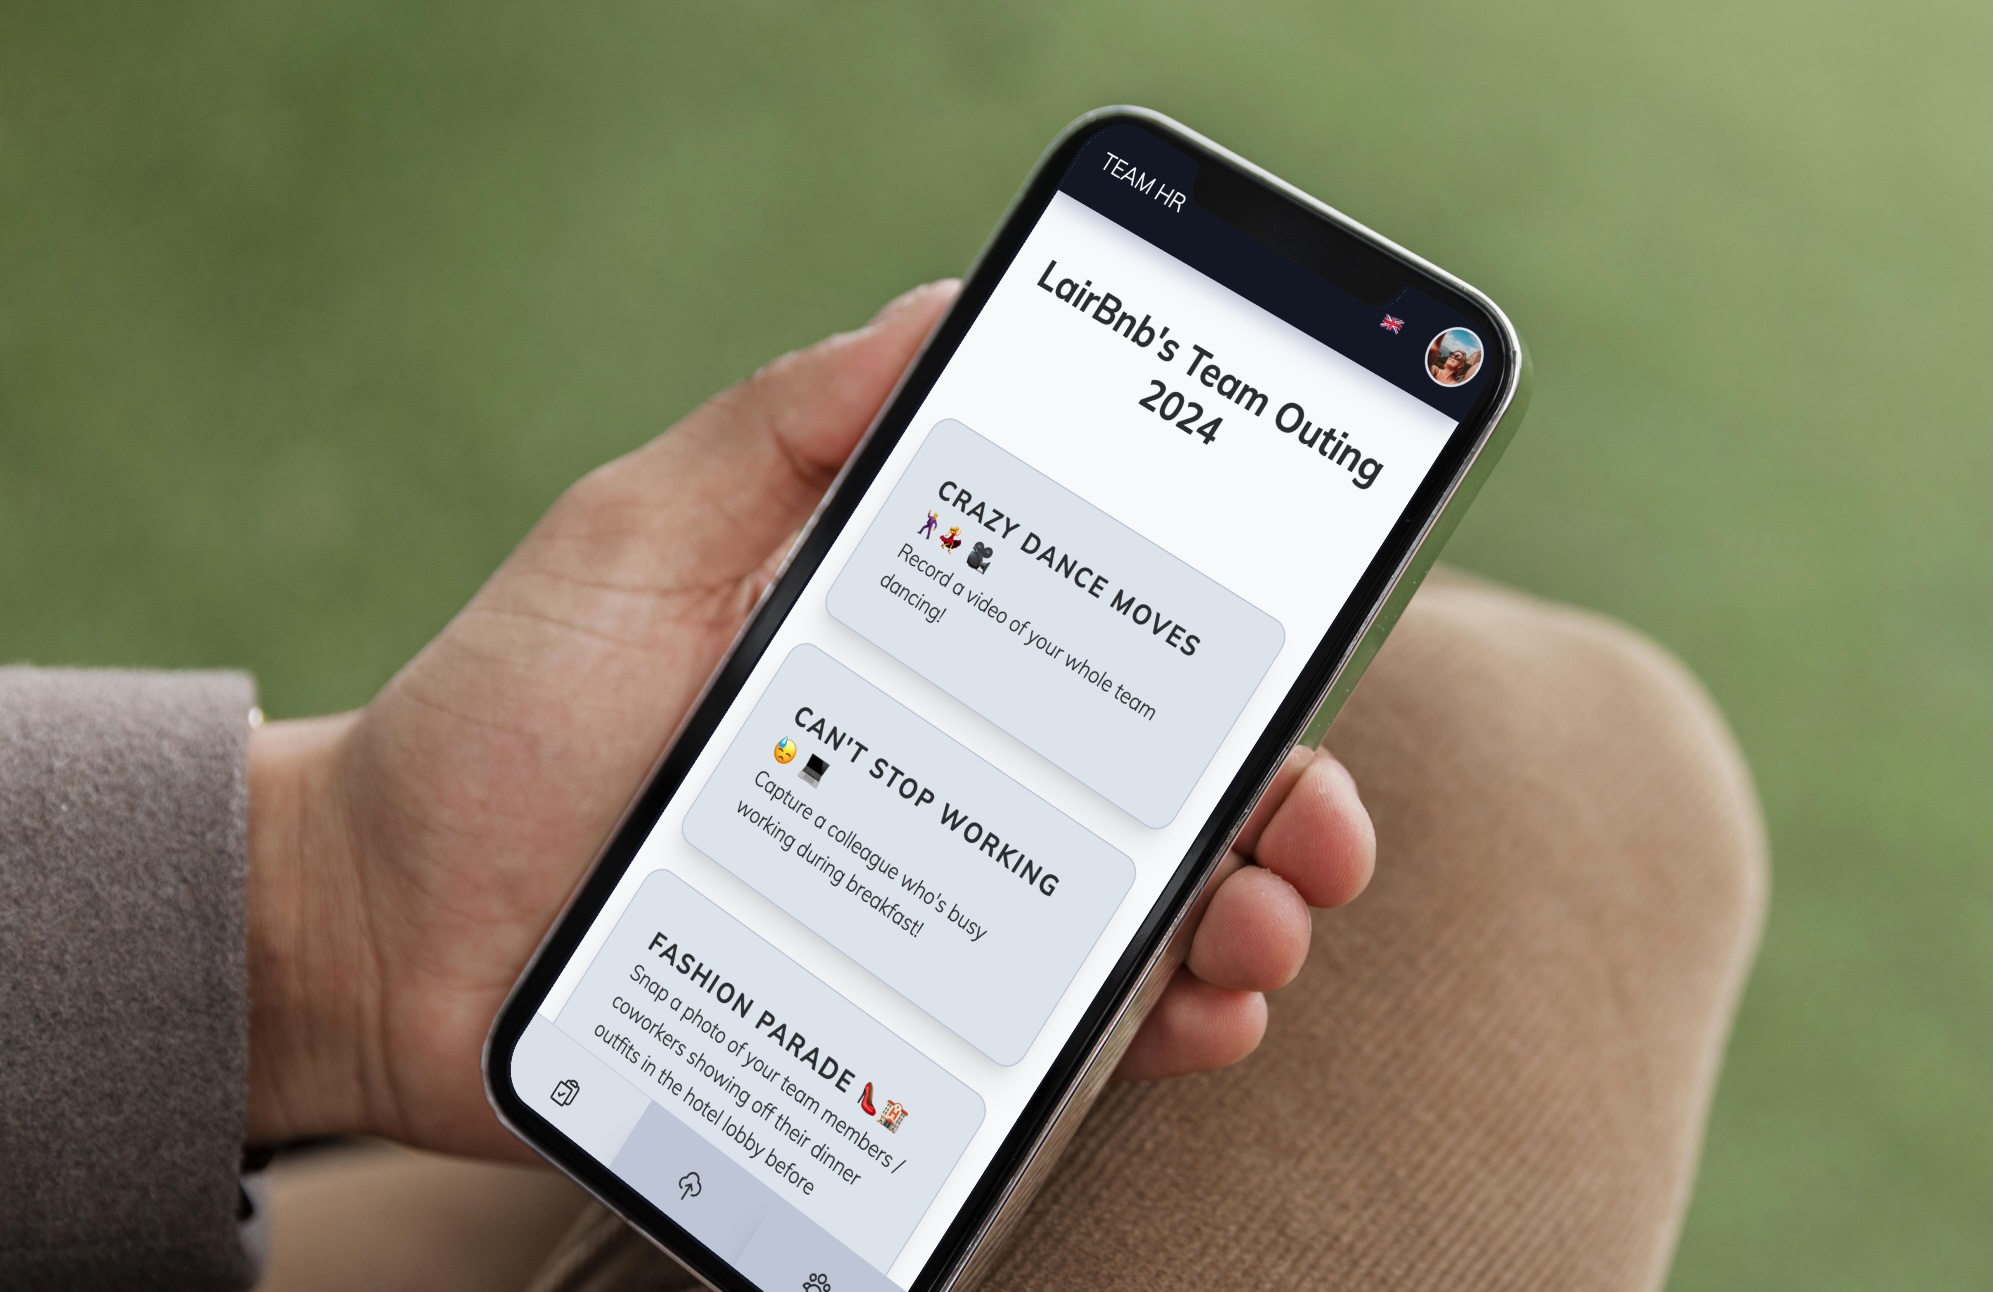 TEAM HR
LairBnb's Team Outing
2024
CRAZY DANCE MOVES
Record a video of your whole team
dancing!
CAN'T STOP WORKING
Capture a colleague who's busy
working during breakfast!
FASHION PARADE
Snap a photo of your team members /
coworkers showing off their dinner
outfits in the hotel lobby before